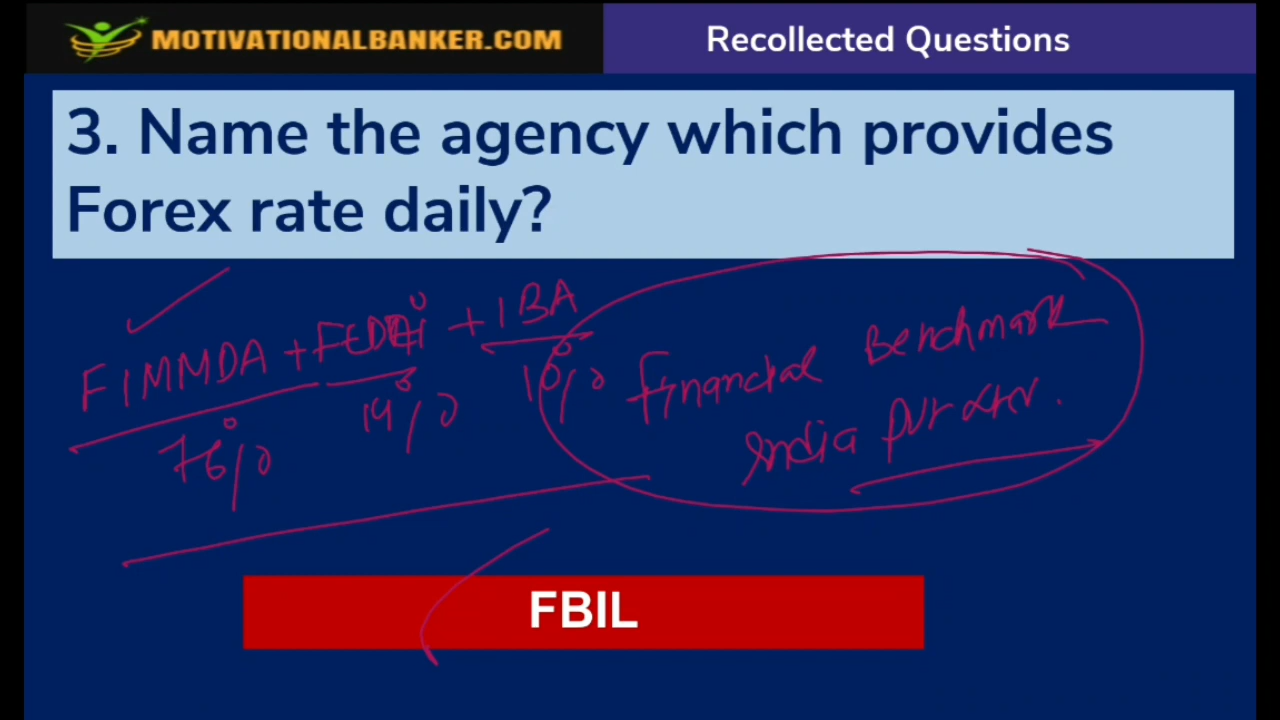 MOTIVATIONALBANKER.COM
Recollected Questions
3. Name the agency which provides
Forex rate daily?
FIMMDA + FEDAI + IBA
76% 14% 10%
Financial Benchmark
India Pvt
FBIL